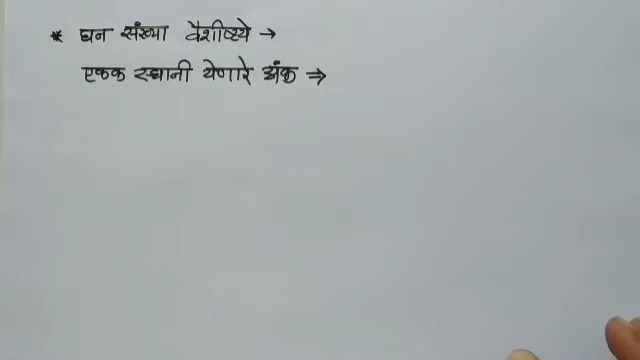 * घन संख्या वैशीष्ट्ये →
एकक स्थानी येणारे अंक ⇒